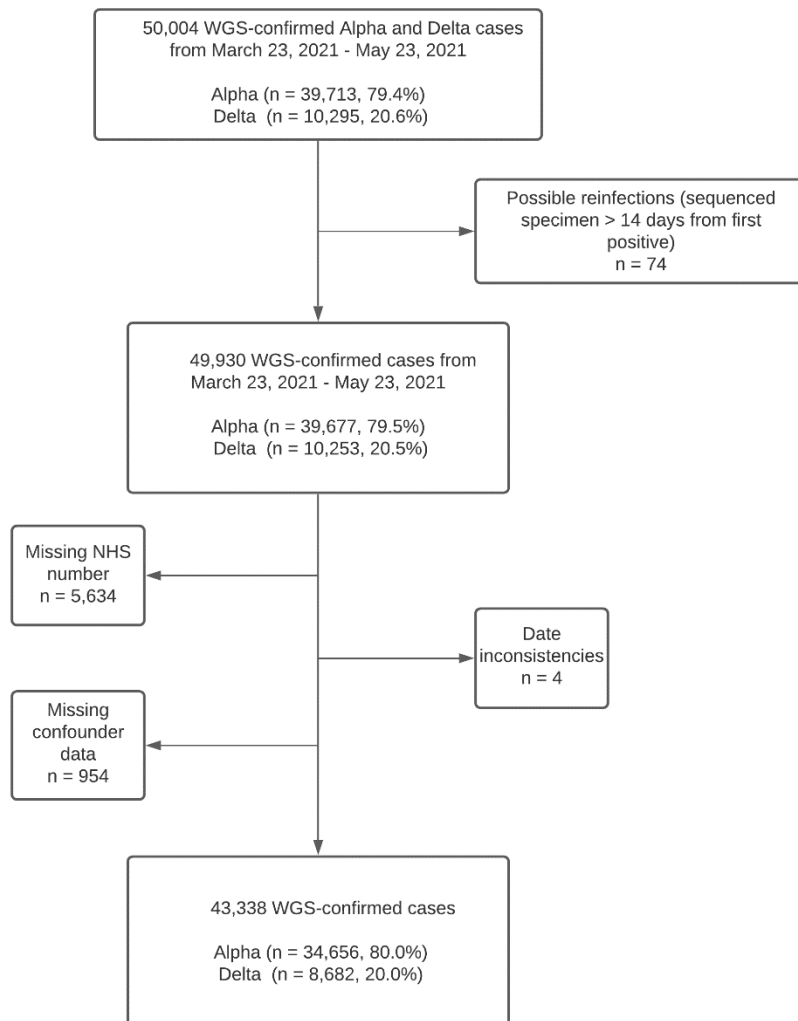 50,004 WGS-confirmed Alpha and Delta cases
from March 23, 2021 - May 23, 2021
Alpha (n = 39,713, 79.4%)
Delta (n = 10,295, 20.6%)
Possible reinfections (sequenced
specimen > 14 days from first
positive)
n = 74
49,930 WGS-confirmed cases from
March 23, 2021 - May 23, 2021
Alpha (n = 39,677, 79.5%)
Delta (n = 10,253, 20.5%)
Missing NHS
number
n = 5,634
Date
inconsistencies
n = 4
Missing
confounder
data
n = 954
43,338 WGS-confirmed cases
Alpha (n = 34,656, 80.0%)
Delta (n = 8,682, 20.0%)